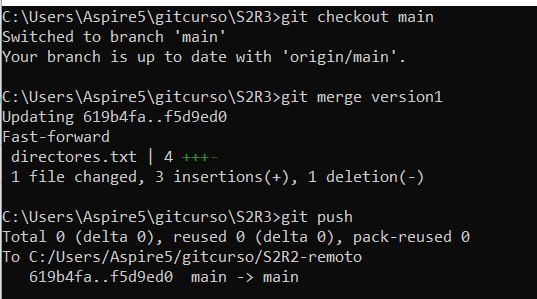 C:\Users\Aspire5\gitcurso\S2R3>git checkout main
Switched to branch 'main'
Your branch is up to date with 'origin/main'.
C:\Users\Aspire5\gitcurso\S2R3>git merge version1
Updating 619b4fa..f5d9ed0
Fast-forward
 directores.txt | 4 +++-
 1 file changed, 3 insertions(+), 1 deletion(-)
C:\Users\Aspire5\gitcurso\S2R3>git push
Total 0 (delta 0), reused 0 (delta 0), pack-reused 0
To C:/Users/Aspire5/gitcurso/S2R2-remoto
   619b4fa..f5d9ed0  main -> main